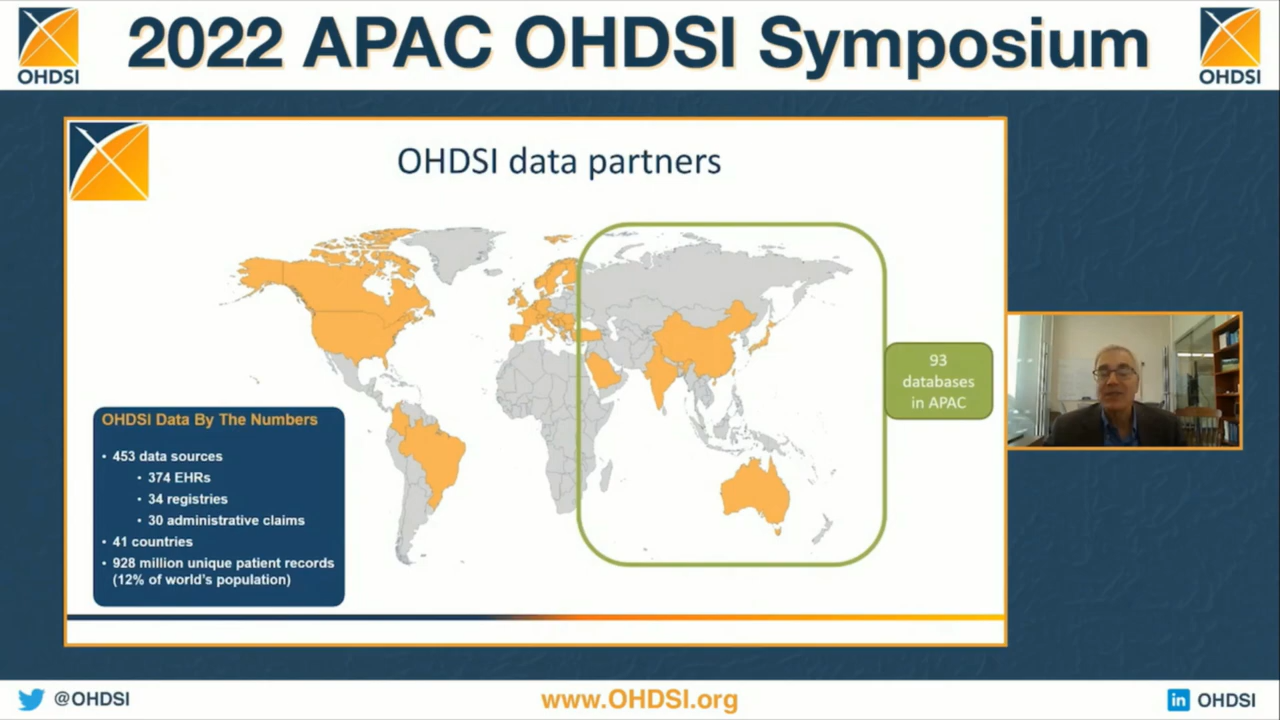 2022 APAC OHDSI Symposium
OHDSI
OHDSI
OHDSI data partners
93
databases
in APAC
OHDSI Data By The Numbers
• 453 data sources
• 374 EHRs
• 34 registries
• 30 administrative claims
• 41 countries
• 928 million unique patient records
(12% of world's population)
@OHDSI
www.OHDSI.org
in OHDSI